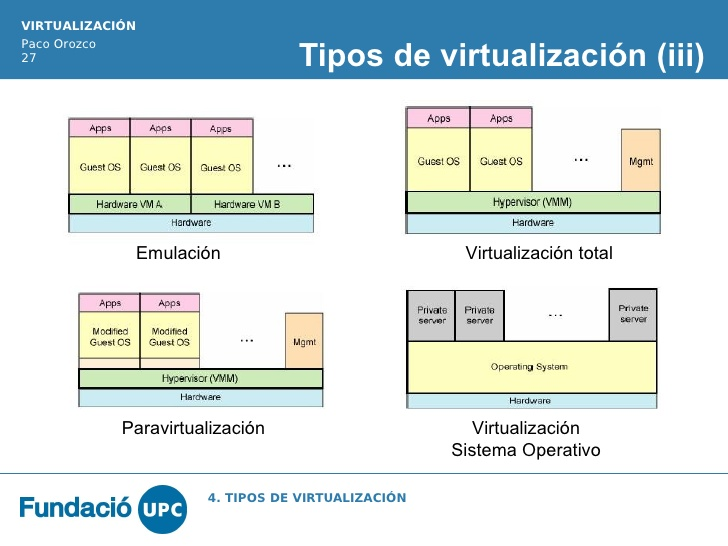 VIRTUALIZACIÓN
Paco Orozco
27
Tipos de virtualización (iii)
Apps Apps Apps
Guest OS Guest OS Guest OS ...
Hardware VM A Hardware VM B
Hardware
Emulación
Apps Apps
Guest OS Guest OS ... Mgmt
Hypervisor (VMM)
Hardware
Virtualización total
Apps Apps
Modified Modified
Guest OS Guest OS ... Mgmt
Hypervisor (VMM)
Hardware
Paravirtualización
Private Private ... Private
server server server
Operating System
Hardware
Virtualización
Sistema Operativo
4. TIPOS DE VIRTUALIZACIÓN
Fundació UPC